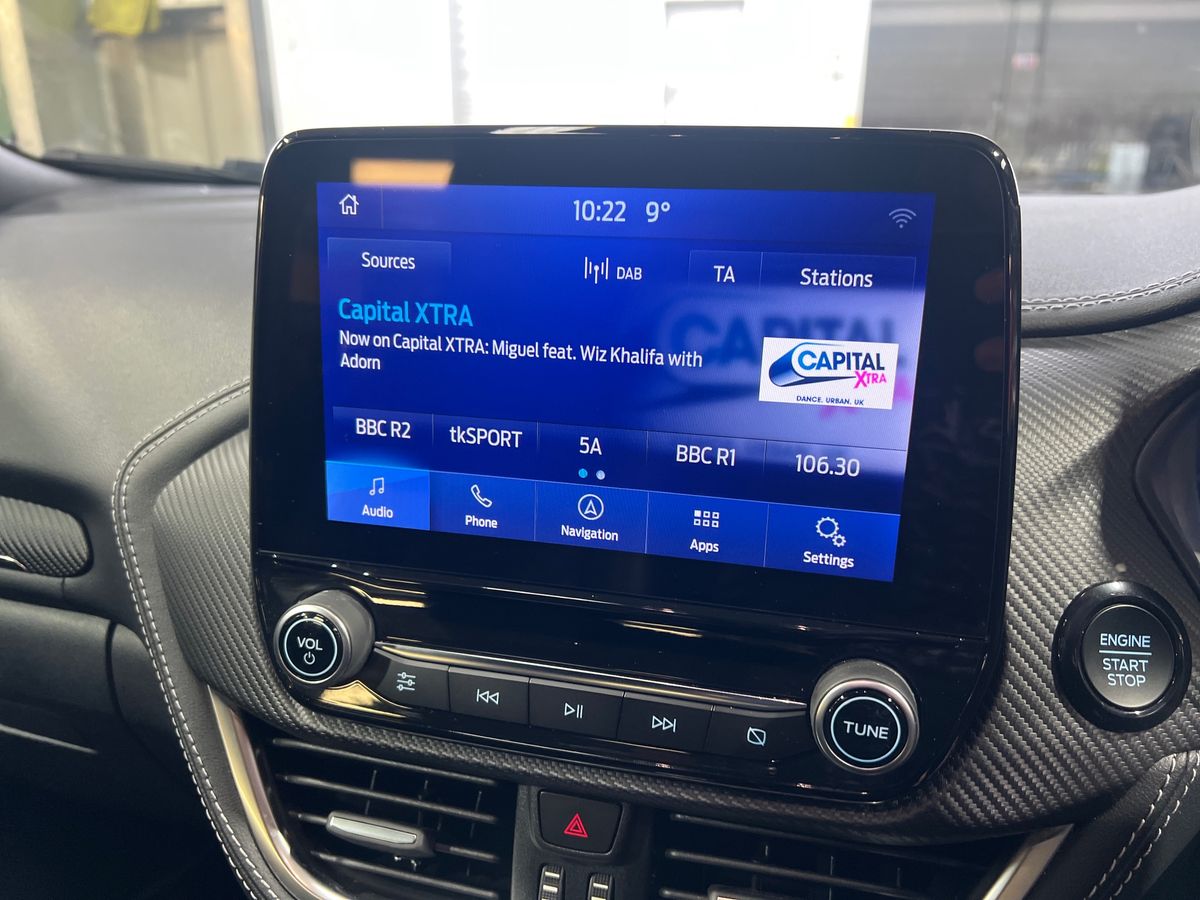 10:22 9°
Sources
DAB
TA
Stations
Capital XTRA
Now on Capital XTRA: Miguel feat. Wiz Khalifa with
Adorn
CAPITAL
CAPITAL
XTRA
DANCE. URBAN. UK
BBC R2
tkSPORT
5A
BBC R1
106.30
Audio
Phone
Navigation
Apps
Settings
VOL
TUNE
ENGINE
START
STOP